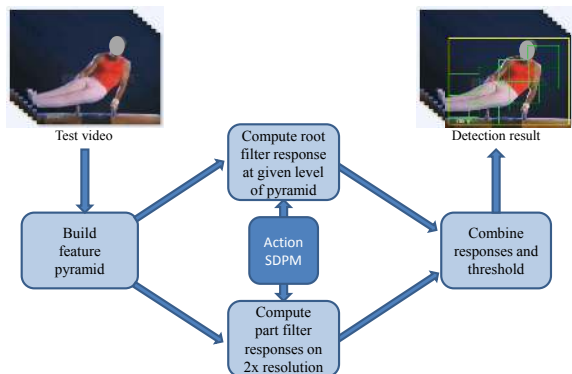 Test video
Detection result
Compute root
filter response
at given level
of pyramid
Build
feature
pyramid
Action
SDPM
Combine
responses and
threshold
Compute
part filter
responses on
2x resolution